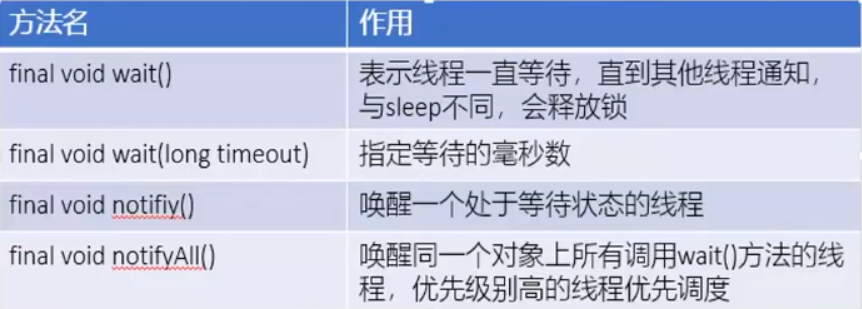 方法名
作用
final void wait()
表示线程一直等待，直到其他线程通知，
与sleep不同，会释放锁
final void wait(long timeout)
指定等待的毫秒数
final void notifiy()
唤醒一个处于等待状态的线程
final void notifyAll()
唤醒同一个对象上所有调用wait()方法的线
程，优先级别高的线程优先调度